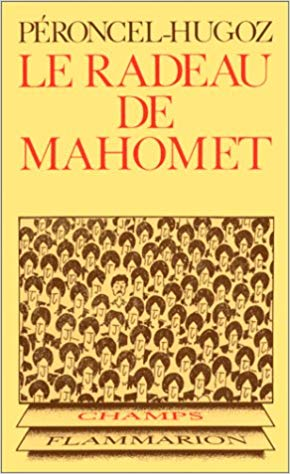 PÉRONCEL-HUGOZ
LE RADEAU
DE
MAHOMET
CHAMPS
FLAMMARION